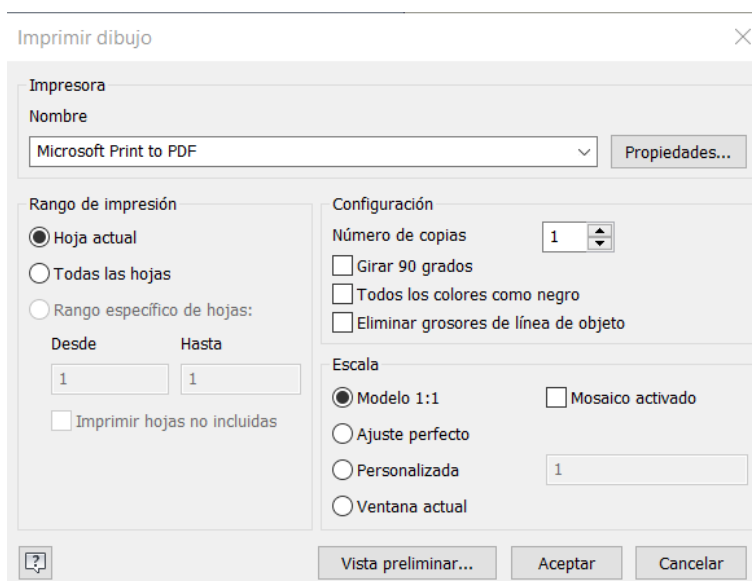 Imprimir dibujo
Impresora
Nombre
Microsoft Print to PDF
Propiedades...
Rango de impresión
Hoja actual
Todas las hojas
Rango específico de hojas:
Desde
Hasta
1
1
Imprimir hojas no incluidas
Configuración
Número de copias
1
Girar 90 grados
Todos los colores como negro
Eliminar grosores de línea de objeto
Escala
Modelo 1:1
Mosaico activado
Ajuste perfecto
Personalizada
1
Ventana actual
?
Vista preliminar...
Aceptar
Cancelar